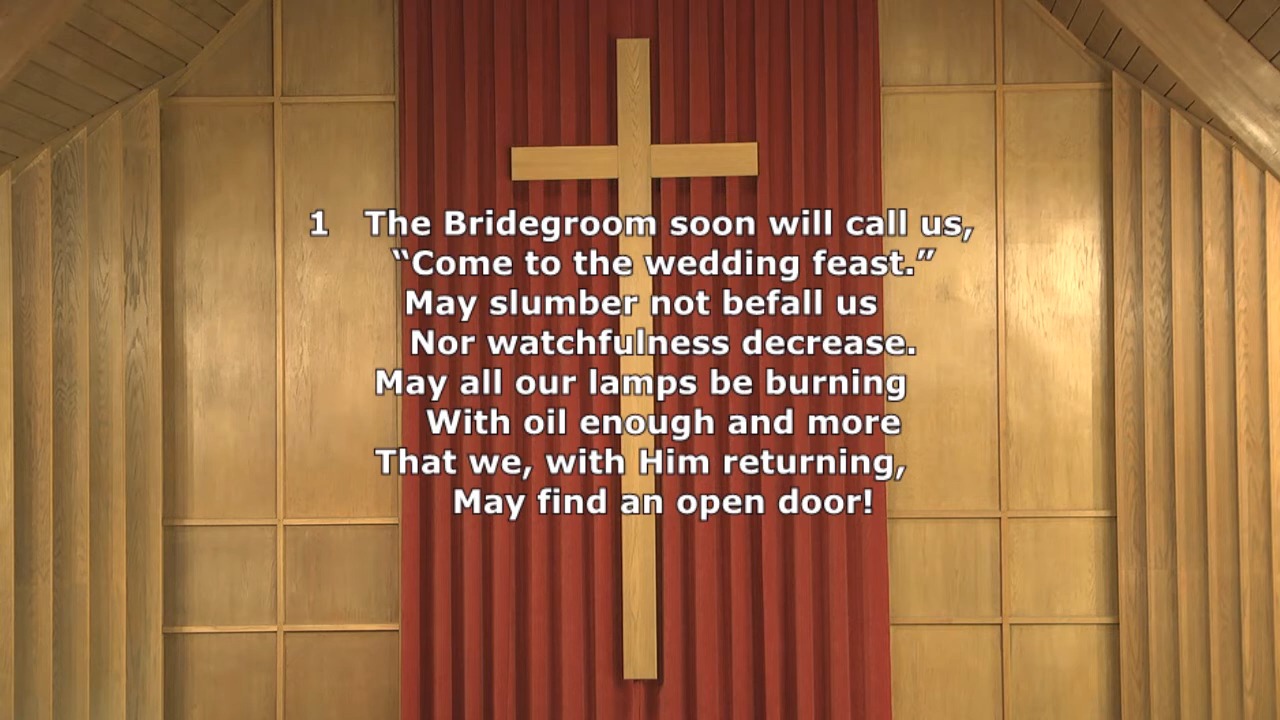 1 The Bridegroom soon will call us,
“Come to the wedding feast.”
May slumber not befall us
Nor watchfulness decrease.
May all our lamps be burning
With oil enough and more
That we, with Him returning,
May find an open door!